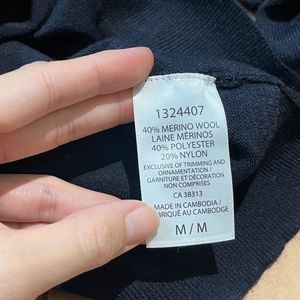 1324407
40% MERINO WOOL
LAINE MÉRINOS
40% POLYESTER
20% NYLON
EXCLUSIVE OF TRIMMING AND
ORNAMENTATION/
GARNITURE ET DÉCORATION
NON COMPRISES
CA 38313
MADE IN CAMBODIA /
FABRIQUÉ AU CAMBODGE
M / M